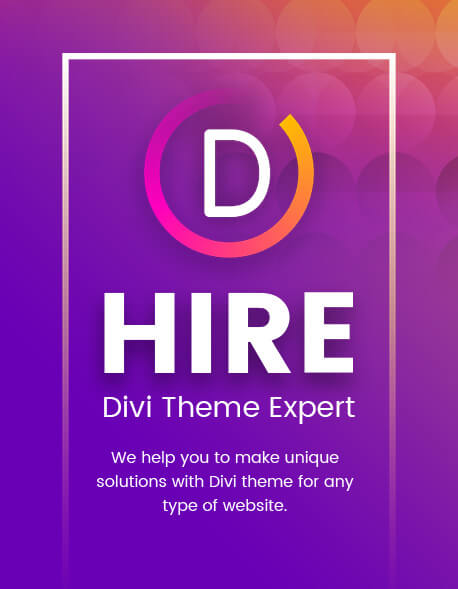 D
HIRE
Divi Theme Expert
We help you to make unique
solutions with Divi theme for any
type of website.